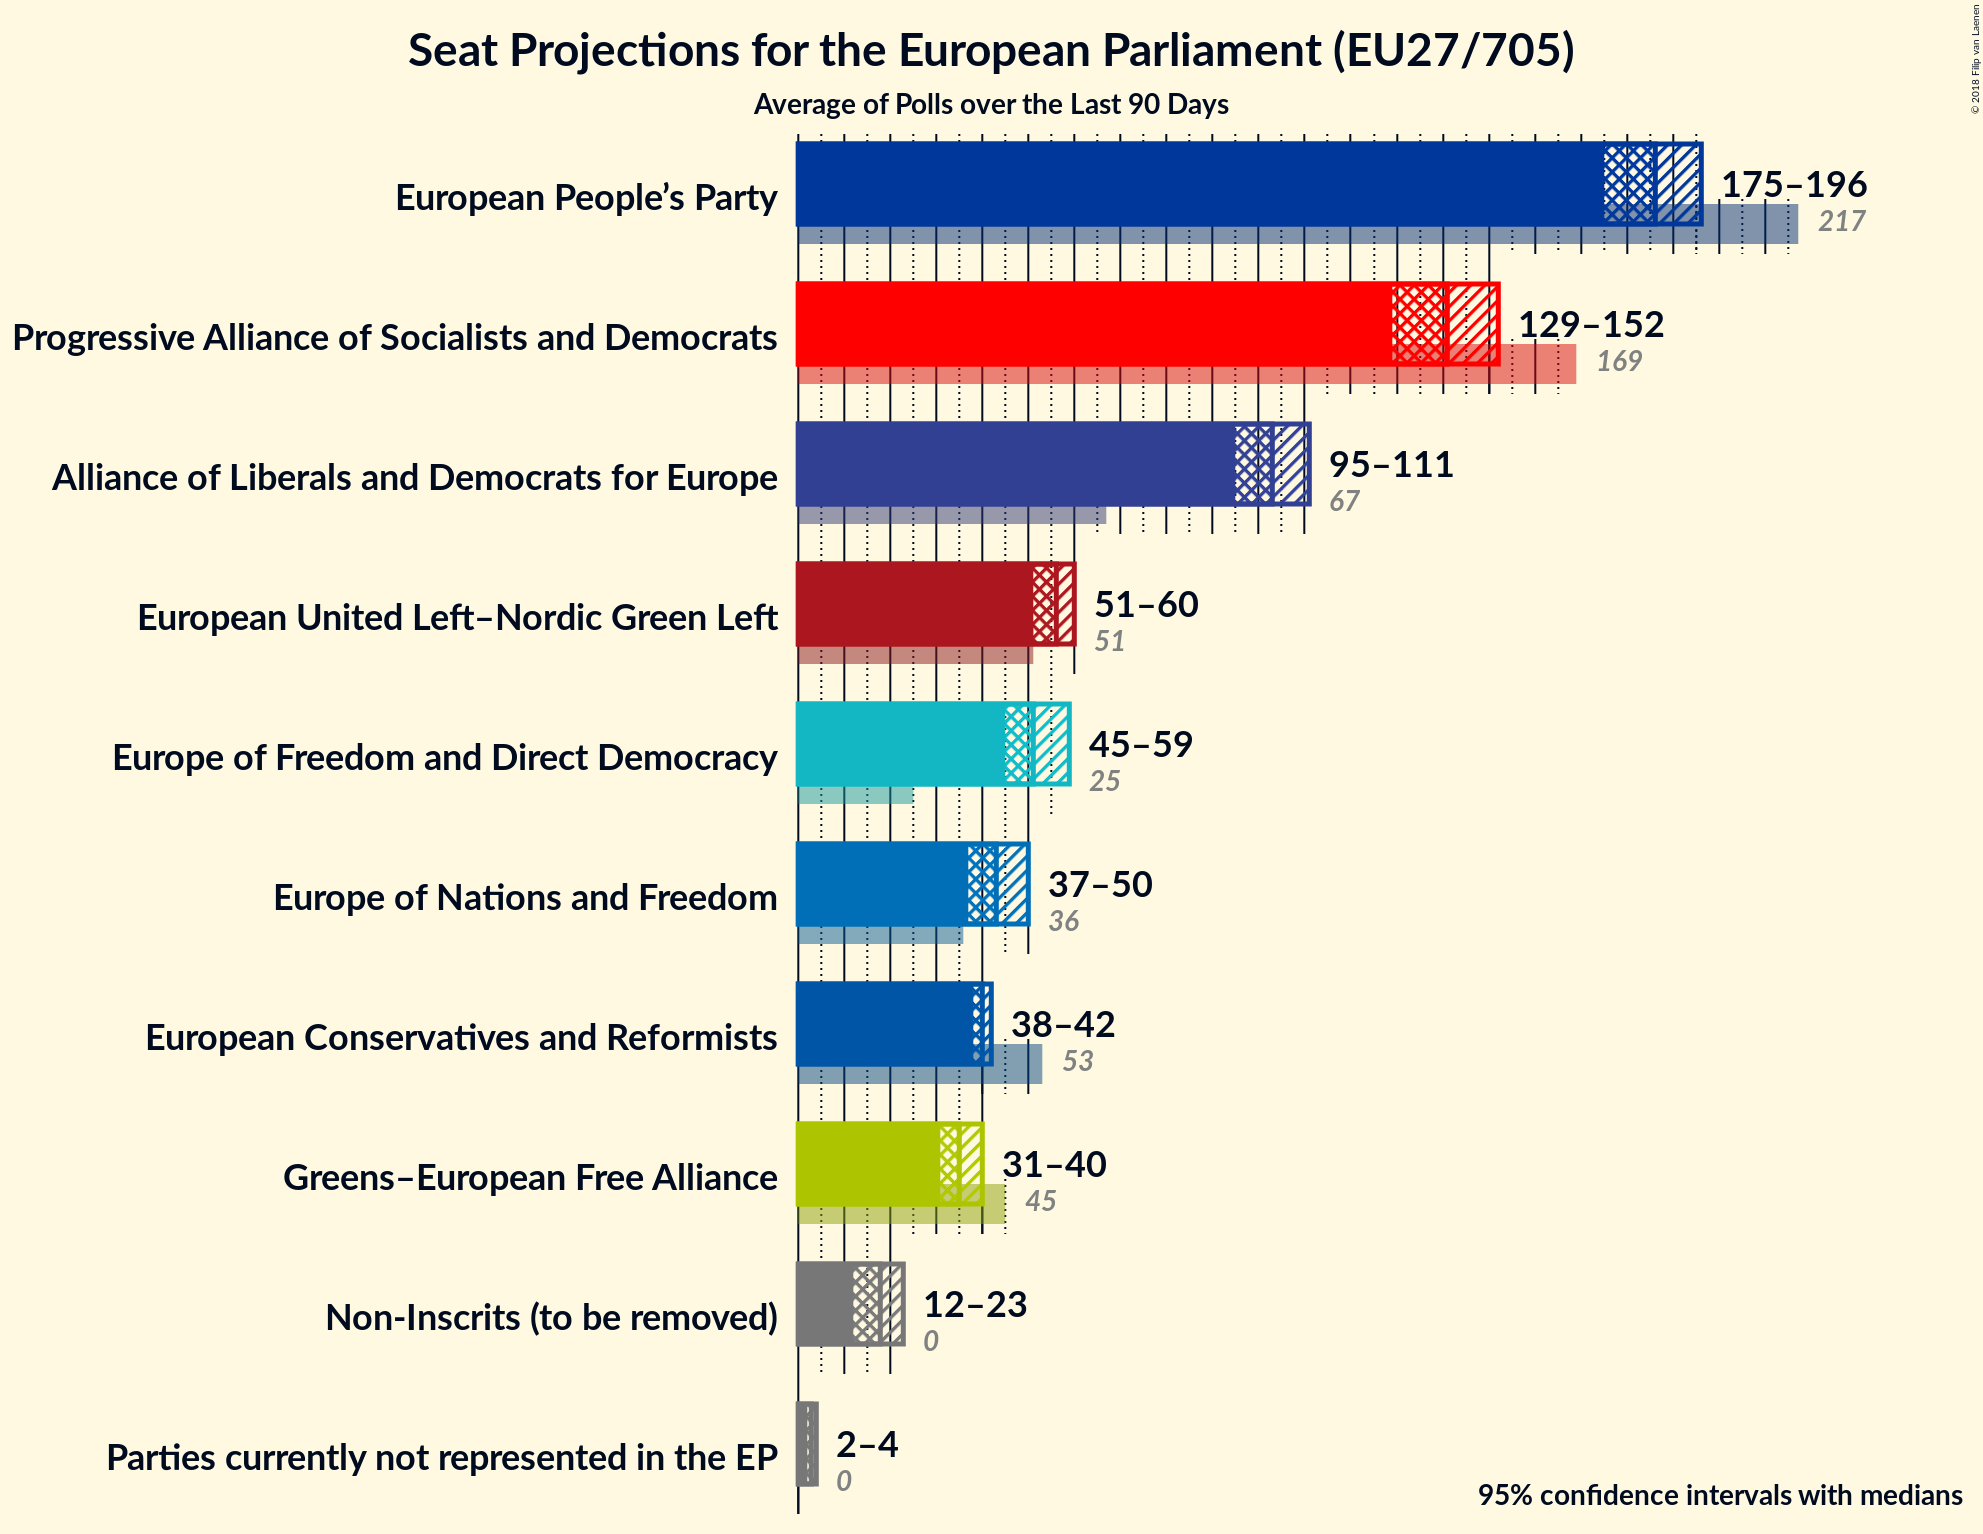 Seat Projections for the European Parliament (EU27/705)
Average of Polls over the Last 90 Days
© 2018 Filip van Laenen
European People’s Party
175–196
217
Progressive Alliance of Socialists and Democrats
129–152
169
Alliance of Liberals and Democrats for Europe
95–111
67
European United Left–Nordic Green Left
51–60
51
Europe of Freedom and Direct Democracy
45–59
25
Europe of Nations and Freedom
37–50
36
European Conservatives and Reformists
38–42
53
Greens–European Free Alliance
31–40
45
Non-Inscrits (to be removed)
12–23
0
Parties currently not represented in the EP
2–4
0
95% confidence intervals with medians